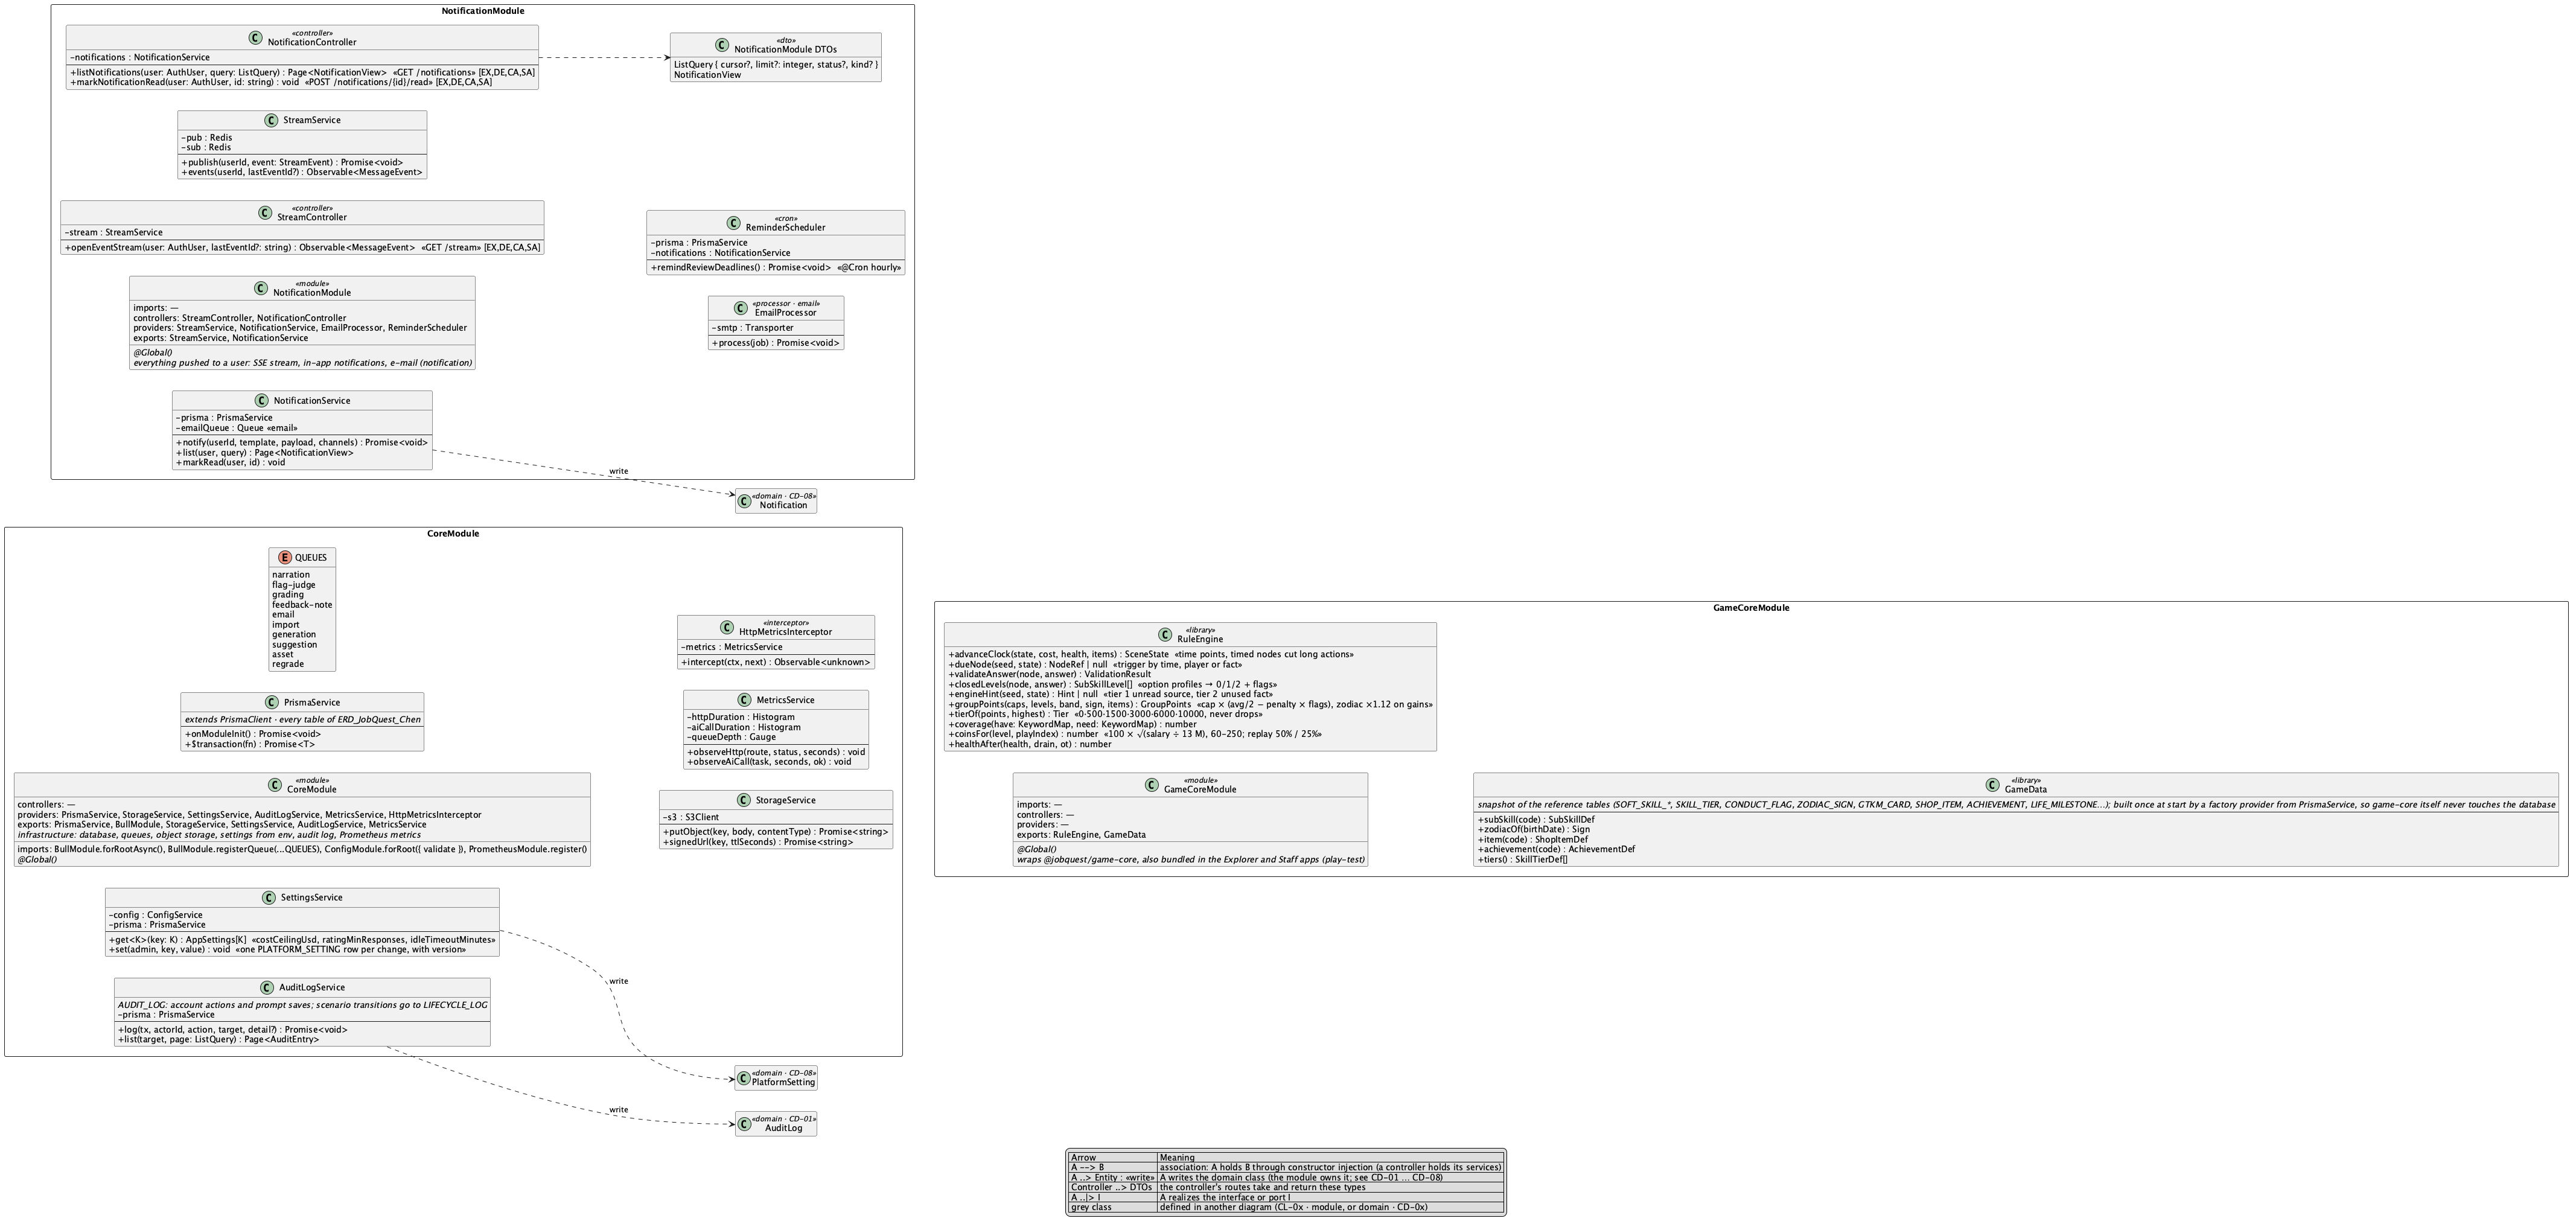 NotificationModule
«controller»
NotificationController
-notifications : NotificationService
+listNotifications(user: AuthUser, query: ListQuery) : Page<NotificationView>  «GET /notifications» [EX,DE,CA,SA]
+markNotificationRead(user: AuthUser, id: string) : void  «POST /notifications/{id}/read» [EX,DE,CA,SA]
«dto»
NotificationModule DTOs
ListQuery { cursor?, limit?: integer, status?, kind? }
NotificationView
StreamService
-pub : Redis
-sub : Redis
+publish(userId, event: StreamEvent) : Promise<void>
+events(userId, lastEventId?) : Observable<MessageEvent>
«controller»
StreamController
-stream : StreamService
+openEventStream(user: AuthUser, lastEventId?: string) : Observable<MessageEvent>  «GET /stream» [EX,DE,CA,SA]
«cron»
ReminderScheduler
-prisma : PrismaService
-notifications : NotificationService
+remindReviewDeadlines() : Promise<void>  «@Cron hourly»
«module»
NotificationModule
imports: —
controllers: StreamController, NotificationController
providers: StreamService, NotificationService, EmailProcessor, ReminderScheduler
exports: StreamService, NotificationService
@Global()
everything pushed to a user: SSE stream, in-app notifications, e-mail (notification)
«processor · email»
EmailProcessor
-smtp : Transporter
+process(job) : Promise<void>
NotificationService
-prisma : PrismaService
-emailQueue : Queue «email»
+notify(userId, template, payload, channels) : Promise<void>
+list(user, query) : Page<NotificationView>
+markRead(user, id) : void
write
«domain · CD-08»
Notification
CoreModule
QUEUES
narration
flag-judge
grading
feedback-note
email
import
generation
suggestion
asset
regrade
«interceptor»
HttpMetricsInterceptor
-metrics : MetricsService
+intercept(ctx, next) : Observable<unknown>
PrismaService
extends PrismaClient · every table of ERD_JobQuest_Chen
+onModuleInit() : Promise<void>
+$transaction(fn) : Promise<T>
MetricsService
-httpDuration : Histogram
-aiCallDuration : Histogram
-queueDepth : Gauge
+observeHttp(route, status, seconds) : void
+observeAiCall(task, seconds, ok) : void
«module»
CoreModule
controllers: —
providers: PrismaService, StorageService, SettingsService, AuditLogService, MetricsService, HttpMetricsInterceptor
exports: PrismaService, BullModule, StorageService, SettingsService, AuditLogService, MetricsService
infrastructure: database, queues, object storage, settings from env, audit log, Prometheus metrics
imports: BullModule.forRootAsync(), BullModule.registerQueue(...QUEUES), ConfigModule.forRoot({ validate }), PrometheusModule.register()
@Global()
StorageService
-s3 : S3Client
+putObject(key, body, contentType) : Promise<string>
+signedUrl(key, ttlSeconds) : Promise<string>
SettingsService
-config : ConfigService
-prisma : PrismaService
+get<K>(key: K) : AppSettings[K]  «costCeilingUsd, ratingMinResponses, idleTimeoutMinutes»
+set(admin, key, value) : void  «one PLATFORM_SETTING row per change, with version»
AuditLogService
AUDIT_LOG: account actions and prompt saves; scenario transitions go to LIFECYCLE_LOG
-prisma : PrismaService
+log(tx, actorId, action, target, detail?) : Promise<void>
+list(target, page: ListQuery) : Page<AuditEntry>
write
«domain · CD-08»
PlatformSetting
write
«domain · CD-01»
AuditLog
GameCoreModule
«library»
RuleEngine
+advanceClock(state, cost, health, items) : SceneState  «time points, timed nodes cut long actions»
+dueNode(seed, state) : NodeRef | null  «trigger by time, player or fact»
+validateAnswer(node, answer) : ValidationResult
+closedLevels(node, answer) : SubSkillLevel[]  «option profiles → 0/1/2 + flags»
+engineHint(seed, state) : Hint | null  «tier 1 unread source, tier 2 unused fact»
+groupPoints(caps, levels, band, sign, items) : GroupPoints  «cap × (avg/2 − penalty × flags), zodiac ×1.12 on gains»
+tierOf(points, highest) : Tier  «0·500·1500·3000·6000·10000, never drops»
+coverage(have: KeywordMap, need: KeywordMap) : number
+coinsFor(level, playIndex) : number  «100 × √(salary ÷ 13 M), 60–250; replay 50% / 25%»
+healthAfter(health, drain, ot) : number
«module»
GameCoreModule
imports: —
controllers: —
providers: —
exports: RuleEngine, GameData
@Global()
wraps @jobquest/game-core, also bundled in the Explorer and Staff apps (play-test)
«library»
GameData
snapshot of the reference tables (SOFT_SKILL_*, SKILL_TIER, CONDUCT_FLAG, ZODIAC_SIGN, GTKM_CARD, SHOP_ITEM, ACHIEVEMENT, LIFE_MILESTONE…); built once at start by a factory provider from PrismaService, so game-core itself never touches the database
+subSkill(code) : SubSkillDef
+zodiacOf(birthDate) : Sign
+item(code) : ShopItemDef
+achievement(code) : AchievementDef
+tiers() : SkillTierDef[]
Arrow Meaning
A --> B association: A holds B through constructor injection (a controller holds its services)
A ..> Entity : «write» A writes the domain class (the module owns it; see CD-01 … CD-08)
Controller ..> DTOs the controller's routes take and return these types
A ..|> I A realizes the interface or port I
grey class defined in another diagram (CL-0x · module, or domain · CD-0x)